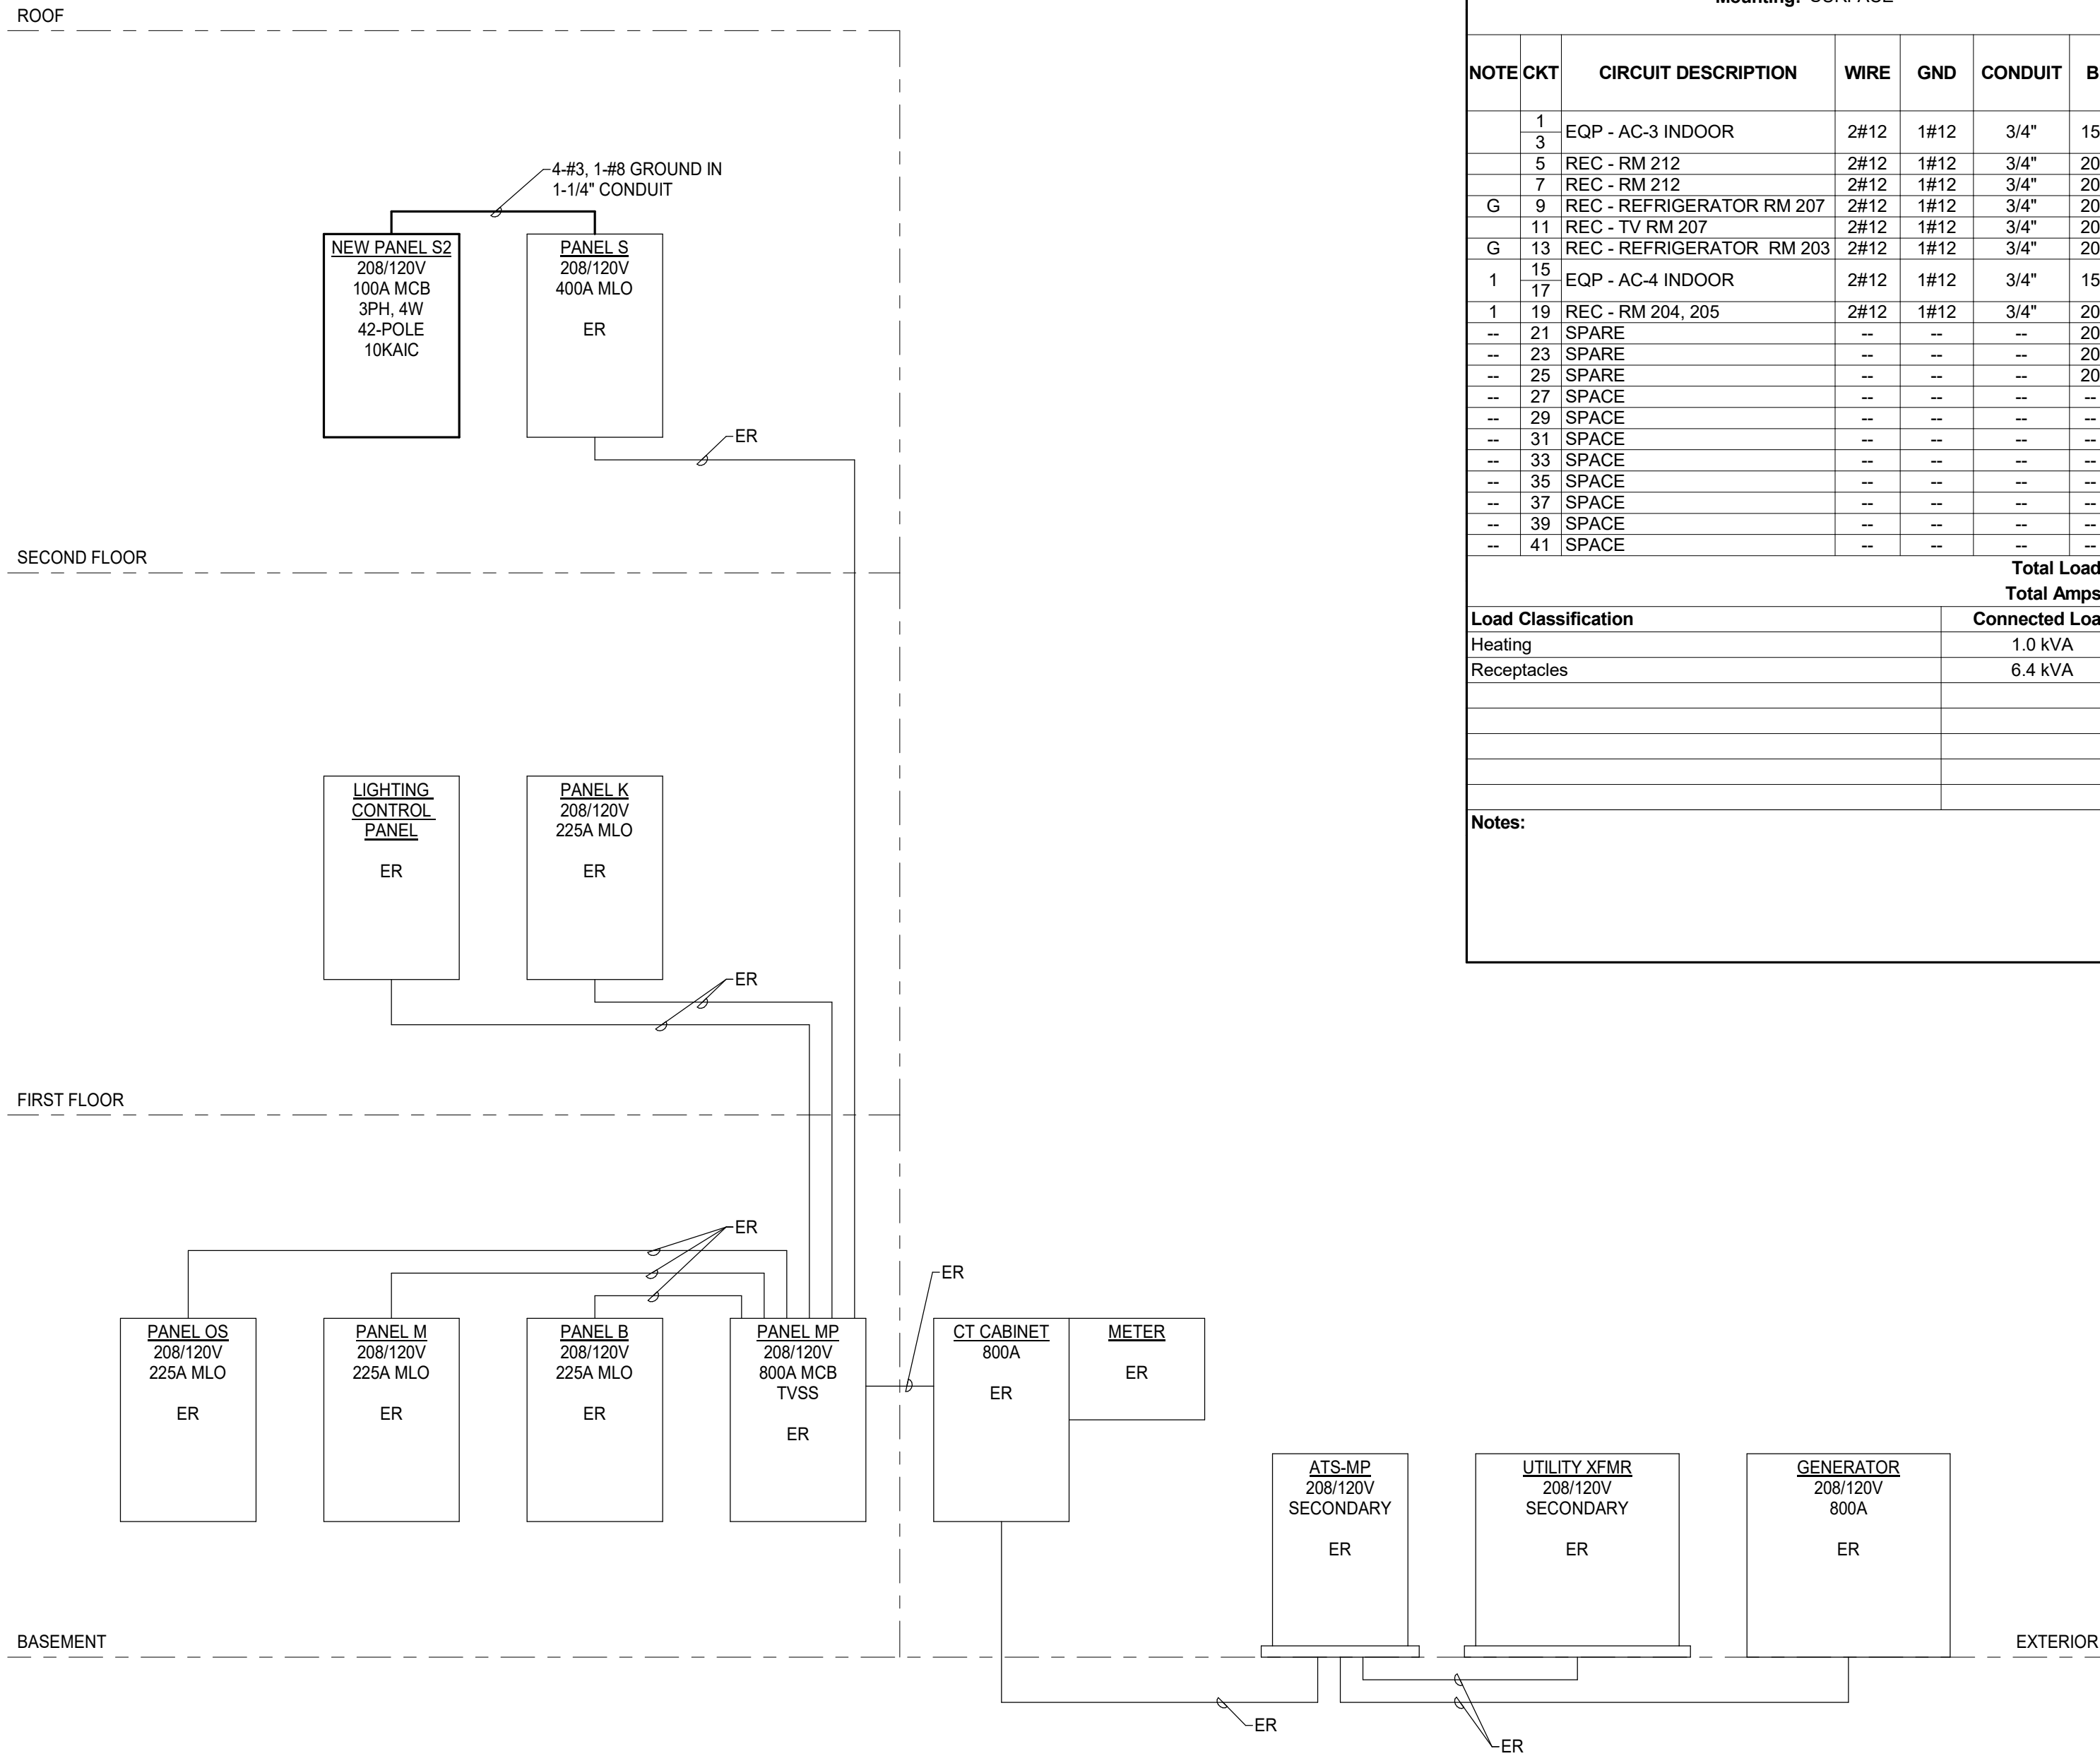 ROOF
4-#3, 1-#8 GROUND IN
1-1/4" CONDUIT
NEW PANEL S2
208/120V
100A MCB
3PH, 4W
42-POLE
10KAIC
PANEL S
208/120V
400A MLO
ER
ER
SECOND FLOOR
LIGHTING
CONTROL
PANEL
ER
PANEL K
208/120V
225A MLO
ER
ER
FIRST FLOOR
ER
PANEL OS
208/120V
225A MLO
ER
PANEL M
208/120V
225A MLO
ER
PANEL B
208/120V
225A MLO
ER
PANEL MP
208/120V
800A MCB
TVSS
ER
ER
CT CABINET
800A
ER
METER
ER
ATS-MP
208/120V
SECONDARY
ER
UTILITY XFMR
208/120V
SECONDARY
ER
GENERATOR
208/120V
800A
ER
BASEMENT
EXTERIOR
ER
ER
Mounting: SURFACE
NOTE CKT CIRCUIT DESCRIPTION WIRE GND CONDUIT B
1
3 EQP - AC-3 INDOOR 2#12 1#12 3/4" 15
5 REC - RM 212 2#12 1#12 3/4" 20
7 REC - RM 212 2#12 1#12 3/4" 20
G 9 REC - REFRIGERATOR RM 207 2#12 1#12 3/4" 20
11 REC - TV RM 207 2#12 1#12 3/4" 20
G 13 REC - REFRIGERATOR RM 203 2#12 1#12 3/4" 20
1 15
17 EQP - AC-4 INDOOR 2#12 1#12 3/4" 15
1 19 REC - RM 204, 205 2#12 1#12 3/4" 20
-- 21 SPARE -- -- -- 20
-- 23 SPARE -- -- -- 20
-- 25 SPARE -- -- -- 20
-- 27 SPACE -- -- -- --
-- 29 SPACE -- -- -- --
-- 31 SPACE -- -- -- --
-- 33 SPACE -- -- -- --
-- 35 SPACE -- -- -- --
-- 37 SPACE -- -- -- --
-- 39 SPACE -- -- -- --
-- 41 SPACE -- -- -- --
Total Load
Total Amps
Load Classification Connected Loa
Heating 1.0 kVA
Receptacles 6.4 kVA
Notes: